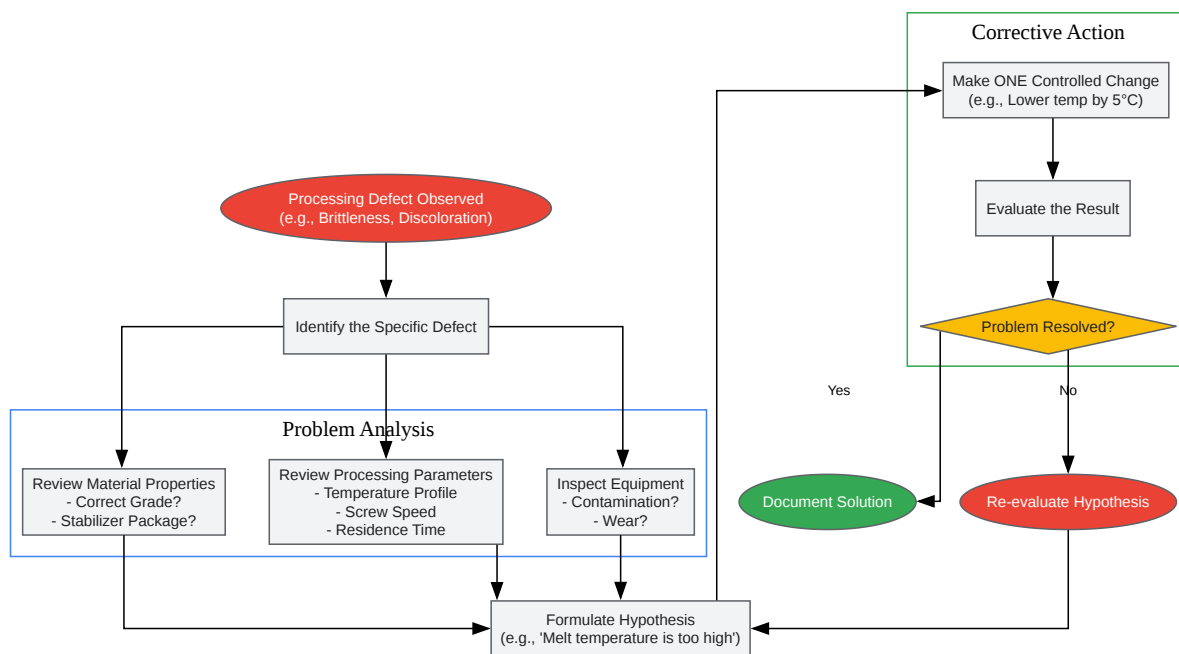 Corrective Action
Make ONE Controlled Change
(e.g., Lower temp by 5°C)
Evaluate the Result
Problem Resolved?
Processing Defect Observed
(e.g., Brittleness, Discoloration)
Identify the Specific Defect
Problem Analysis
Review Material Properties
- Correct Grade?
- Stabilizer Package?
Review Processing Parameters
- Temperature Profile
- Screw Speed
- Residence Time
Inspect Equipment
- Contamination?
- Wear?
Yes
No
Document Solution
Re-evaluate Hypothesis
Formulate Hypothesis
(e.g., 'Melt temperature is too high')